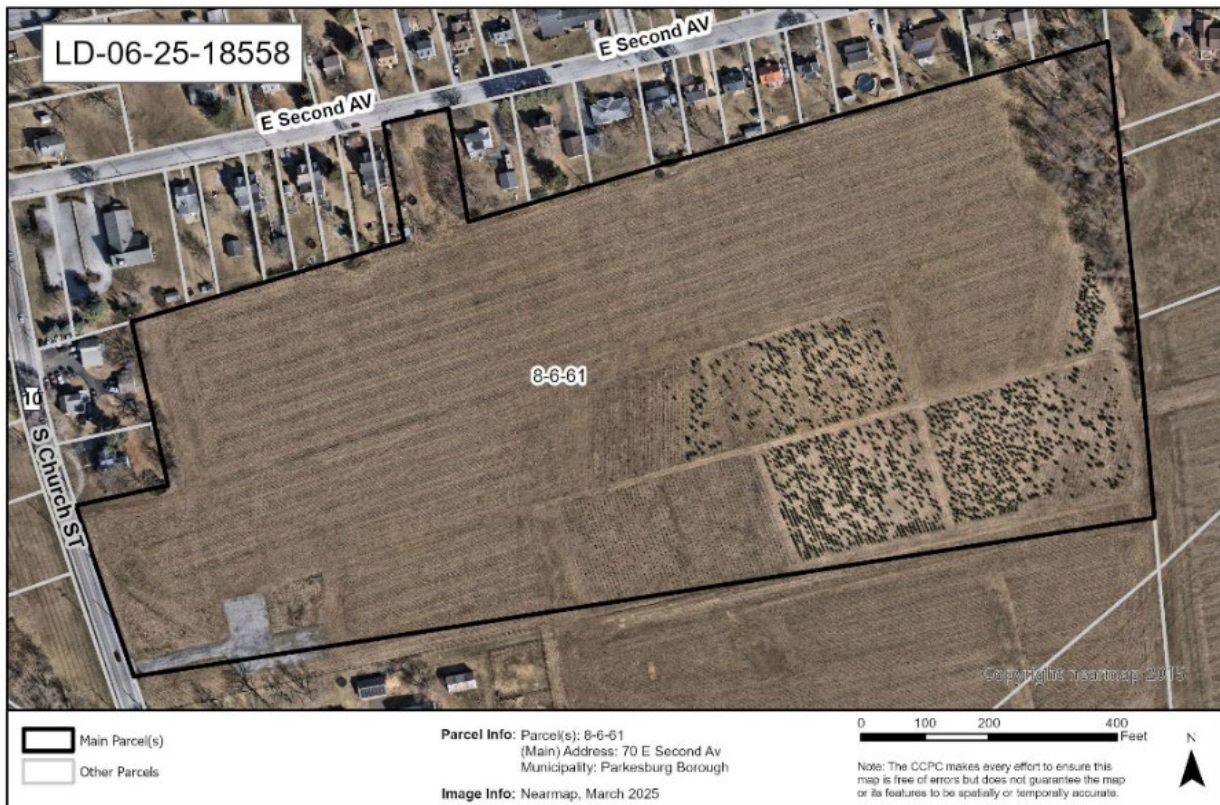 LD-06-25-18558
E Second AV
E Second AV
8-6-61
10
S Church ST
Copyright nearmap 2015
Main Parcel(s)
Other Parcels
Parcel Info: Parcel(s): 8-6-61
(Main) Address: 70 E Second Av
Municipality: Parkesburg Borough
Image Info: Nearmap, March 2025
0 100 200 400
Feet
N
Note: The CCPC makes every effort to ensure this
map is free of errors but does not guarantee the map
or its features to be spatially or temporally accurate.